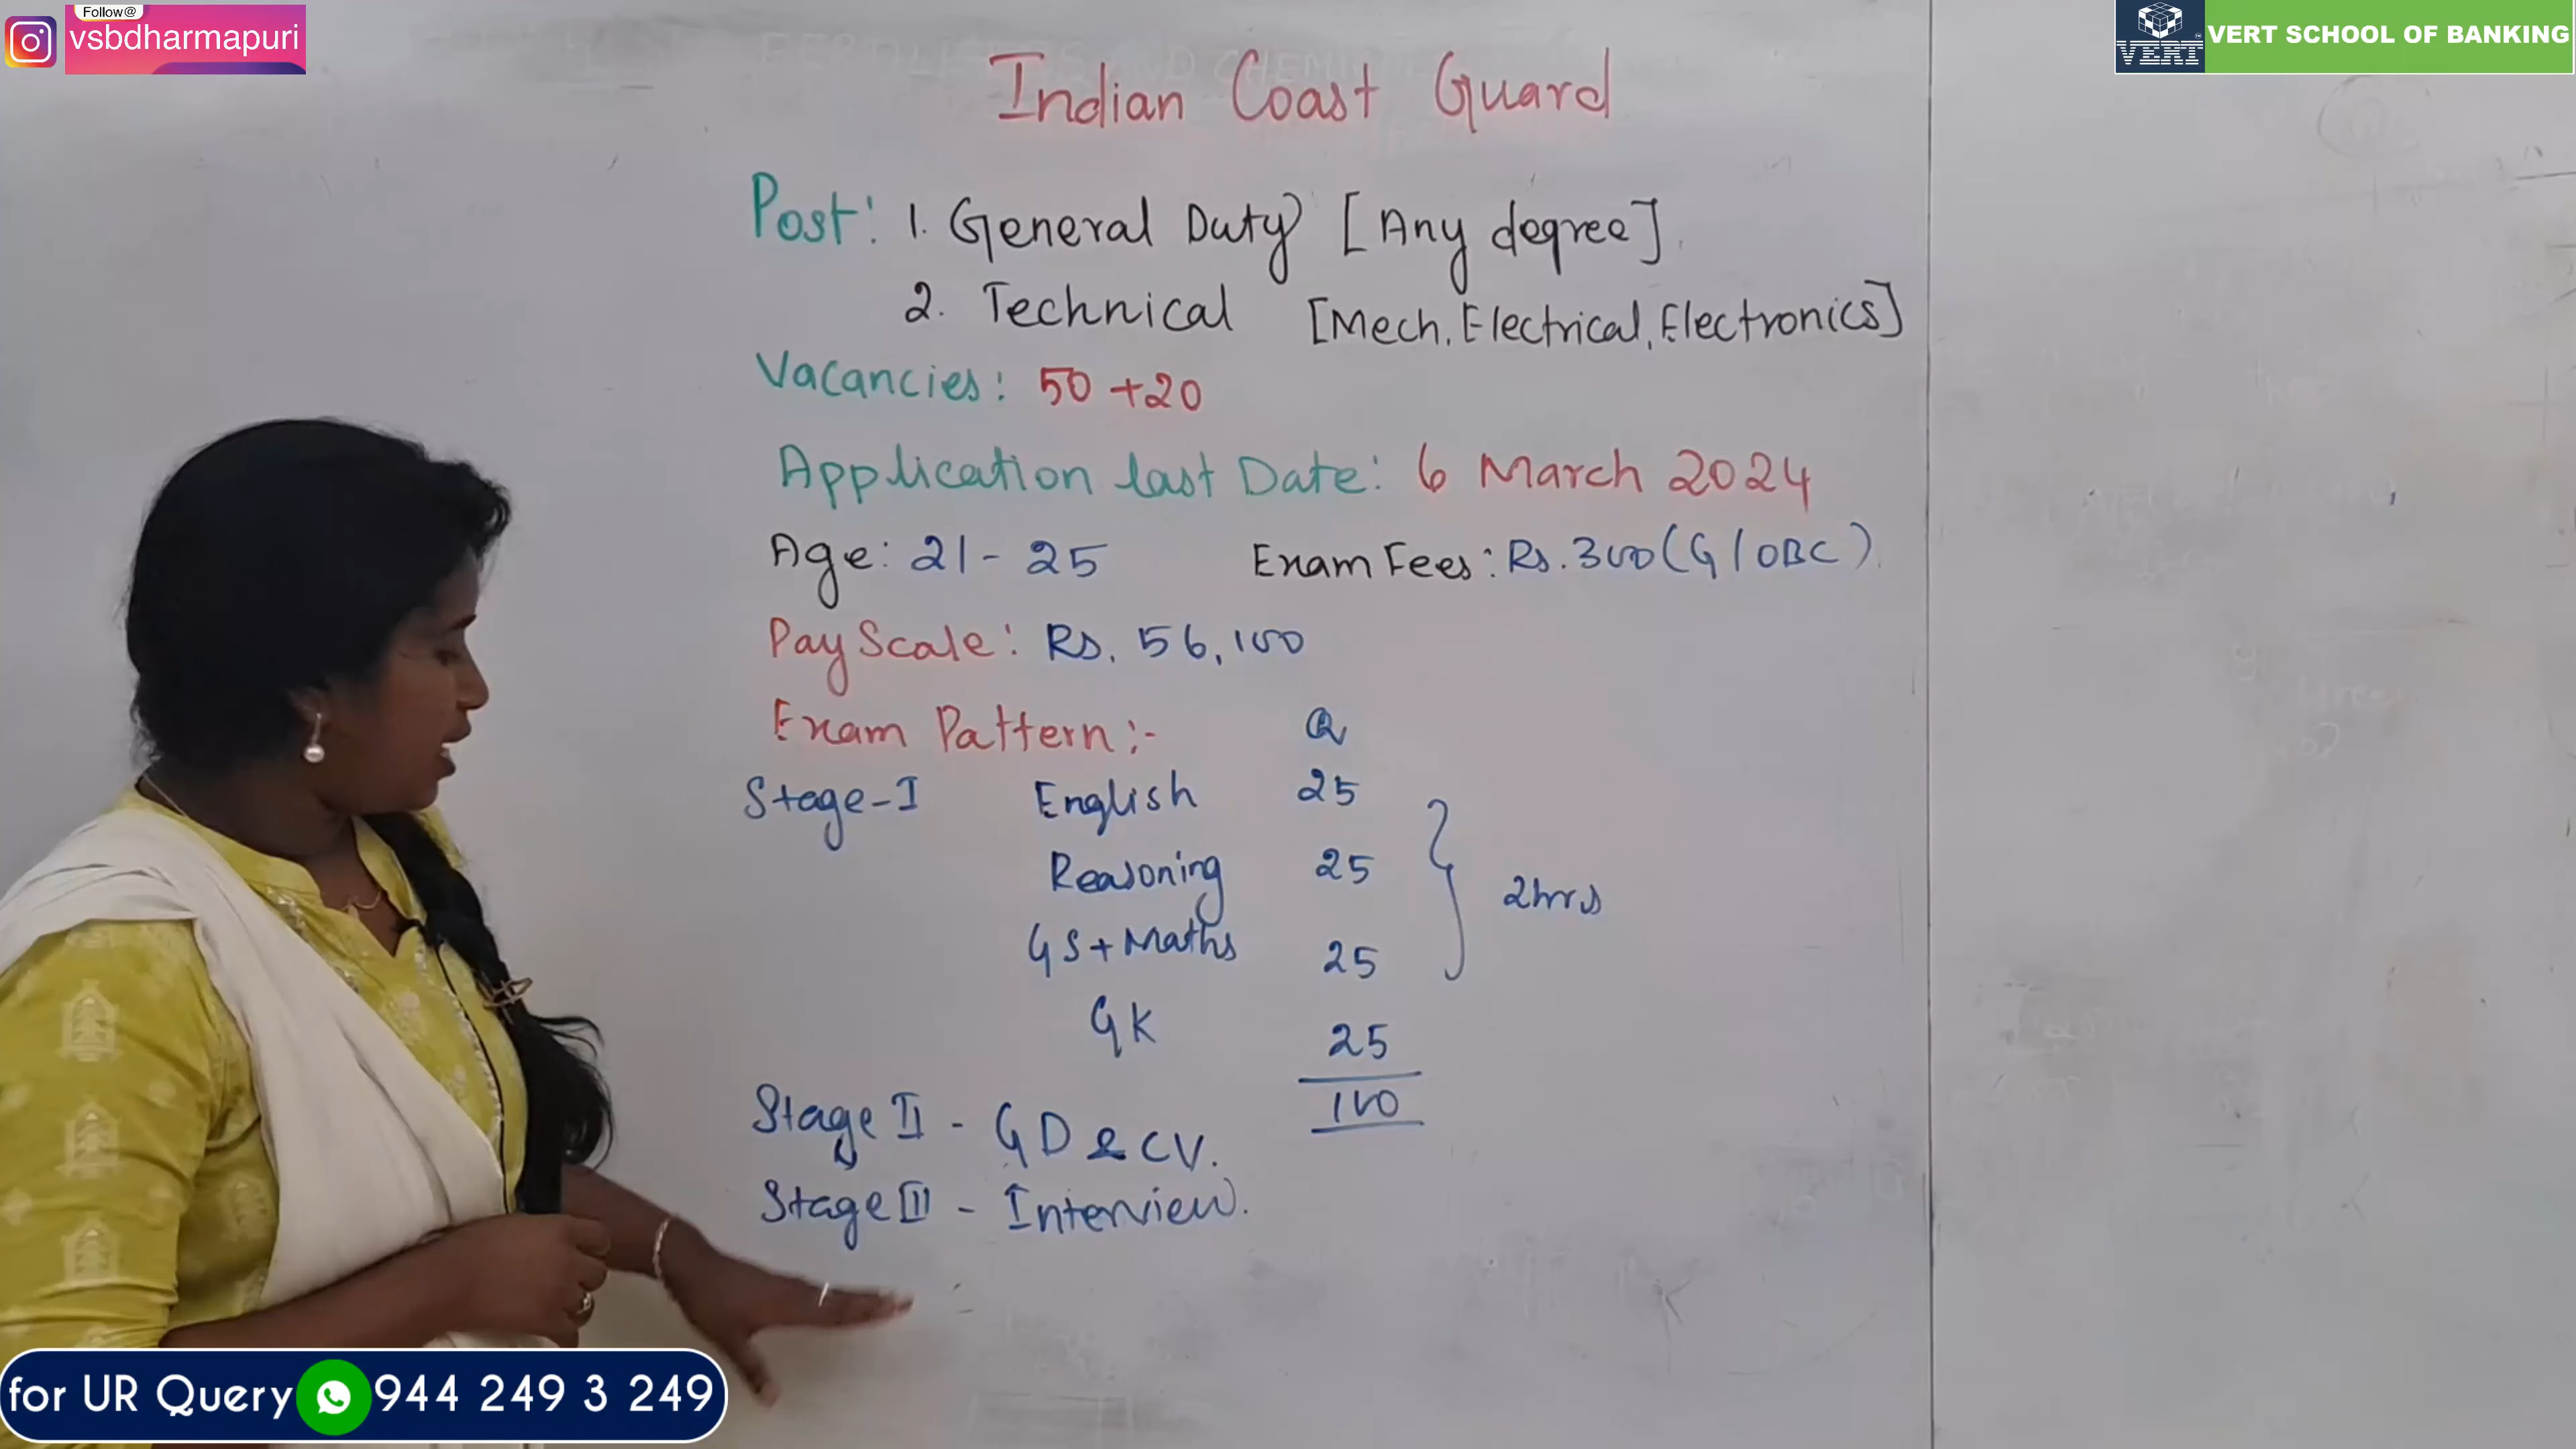 Follow@
vsbdharmapuri
VERT
VERT SCHOOL OF BANKING
Indian Coast Guard
Post: 1. General Duty [Any degree].
2. Technical [Mech, Electrical, Electronics]
Vacancies: 50 + 20
Application last Date: 6 March 2024
Age: 21 - 25 Exam Fees: Rs. 300 (G/OBC).
Pay Scale: Rs. 56,100
Exam Pattern :- Q
Stage-I English 25
Reasoning 25
2hrs
GS + Maths 25
GK 25
100
Stage II - GD & CV.
Stage III - Interview.
for UR Query 944 249 3 249